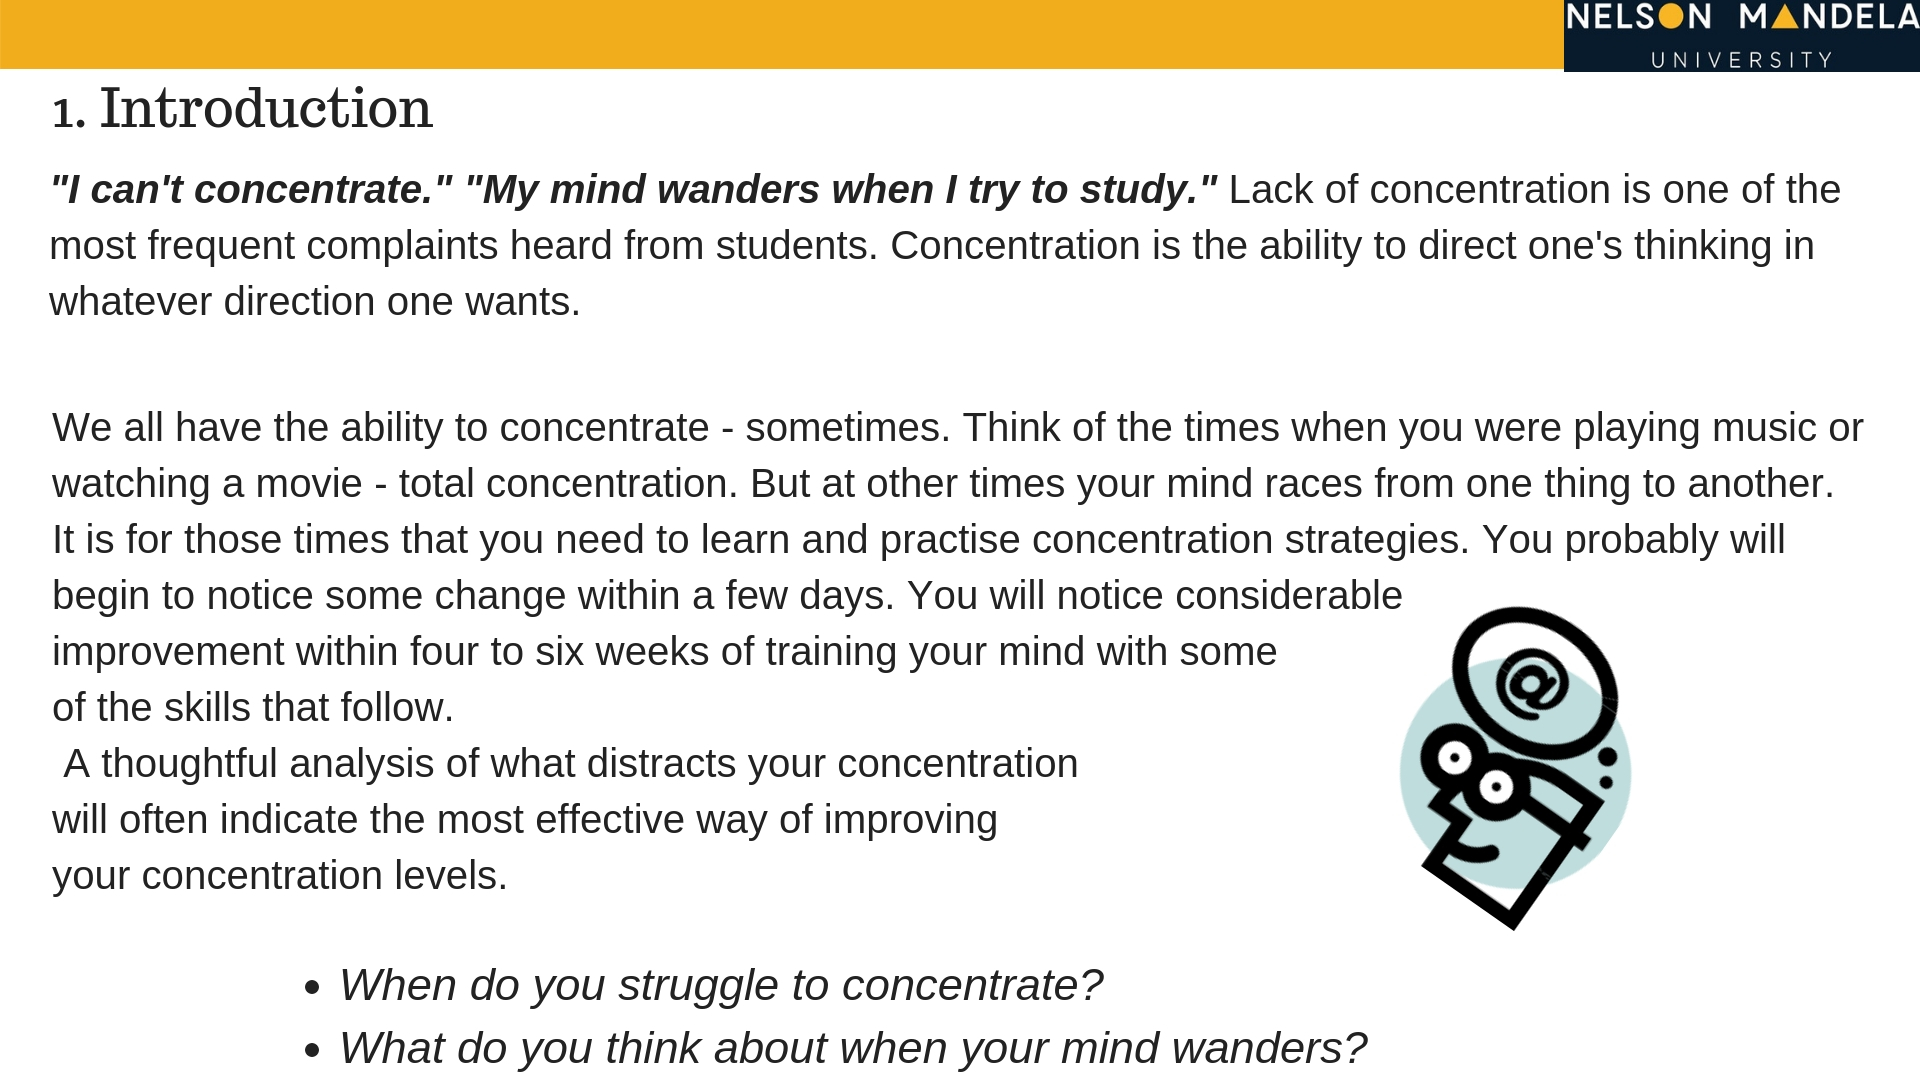 NELSON MANDELA
UNIVERSITY
1. Introduction
"I can't concentrate." "My mind wanders when I try to study." Lack of concentration is one of the
most frequent complaints heard from students. Concentration is the ability to direct one's thinking in
whatever direction one wants.
We all have the ability to concentrate - sometimes. Think of the times when you were playing music or
watching a movie - total concentration. But at other times your mind races from one thing to another.
It is for those times that you need to learn and practise concentration strategies. You probably will
begin to notice some change within a few days. You will notice considerable
improvement within four to six weeks of training your mind with some
of the skills that follow.
A thoughtful analysis of what distracts your concentration
will often indicate the most effective way of improving
your concentration levels.
@
• When do you struggle to concentrate?
• What do you think about when your mind wanders?